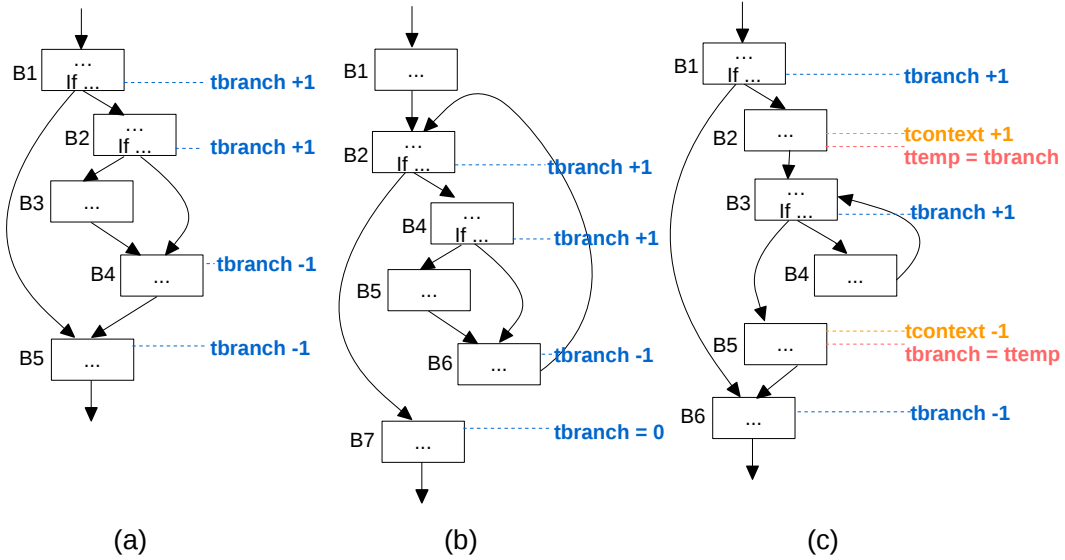 B1
...
If ...
tbranch +1
B2
...
If ...
tbranch +1
B3
...
B4
...
tbranch -1
B5
...
tbranch -1
(a)
B1
...
B2
...
If ...
tbranch +1
B4
...
If ...
tbranch +1
B5
...
B6
...
tbranch -1
B7
...
tbranch = 0
(b)
B1
...
If ...
tbranch +1
B2
...
tcontext +1
ttemp = tbranch
B3
...
If ...
tbranch +1
B4
...
B5
...
tcontext -1
tbranch = ttemp
B6
...
tbranch -1
(c)